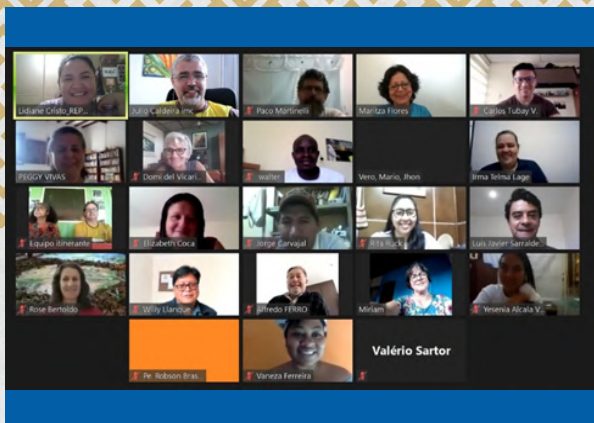 Lidiane Cristo_REP...
Julio Caldeira imc
Paco Martinelli
Maritza Flores
Carlos Tubay V.
PEGGY VIVAS
Domi del Vicari...
walter
Vero, Mario, Jhon
Irma Telma Lage
Equipo itinerante
Elizabeth Coca
Jorge Carvajal
Rita Ruck
Luis Javier Sarralde...
Rose Bertoldo
Willy Llanque
Alfredo FERRO
Miriam
Yesenia Alcala V...
Pe. Robson Bras...
Vaneza Ferreira
Valério Sartor